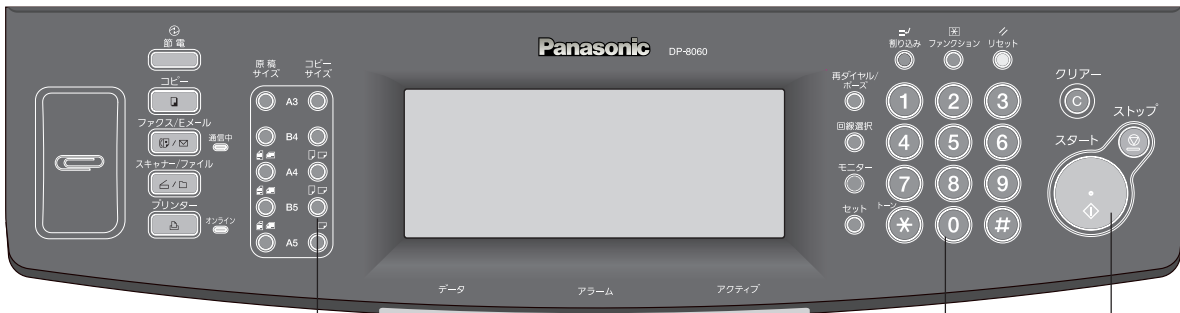 Panasonic DP-8060
節電
コピー
ファクス/Eメール
通信中
スキャナー/ファイル
プリンター
オンライン
原稿
サイズ
コピー
サイズ
A3
B4
A4
B5
A5
データ
アラーム
アクティブ
割り込み
ファンクション
リセット
再ダイヤル/
ポーズ
回線選択
モニター
セット
トーン
1 2 3
4 5 6
7 8 9
* 0 #
クリアー
C
ストップ
スタート